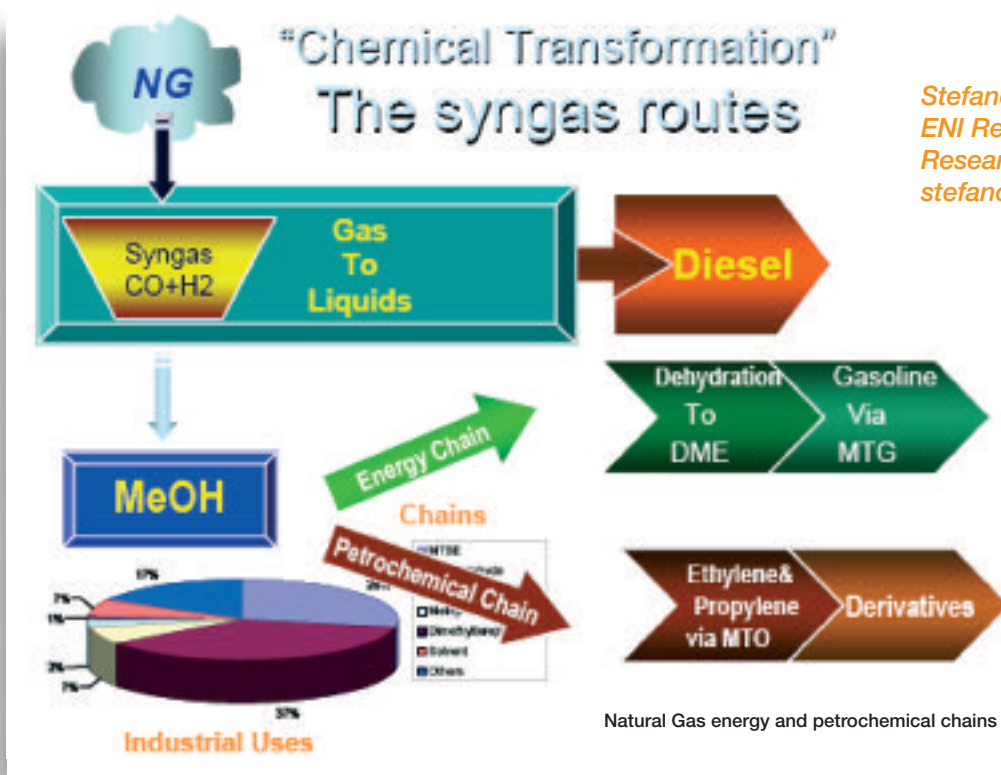 NG
"Chemical Transformation"
The syngas routes
Stefano
ENI Re
Resear
stefano
Syngas
CO+H2
Gas
To
Liquids
Diesel
MeOH
Energy Chain
Chains
Petrochemical Chain
Dehydration
To
DME
Gasoline
Via
MTG
Ethylene&
Propylene
via MTO
Derivatives
MTBE
Solvent
Others
17%
7%
1%
3%
7%
37%
Industrial Uses
Natural Gas energy and petrochemical chains